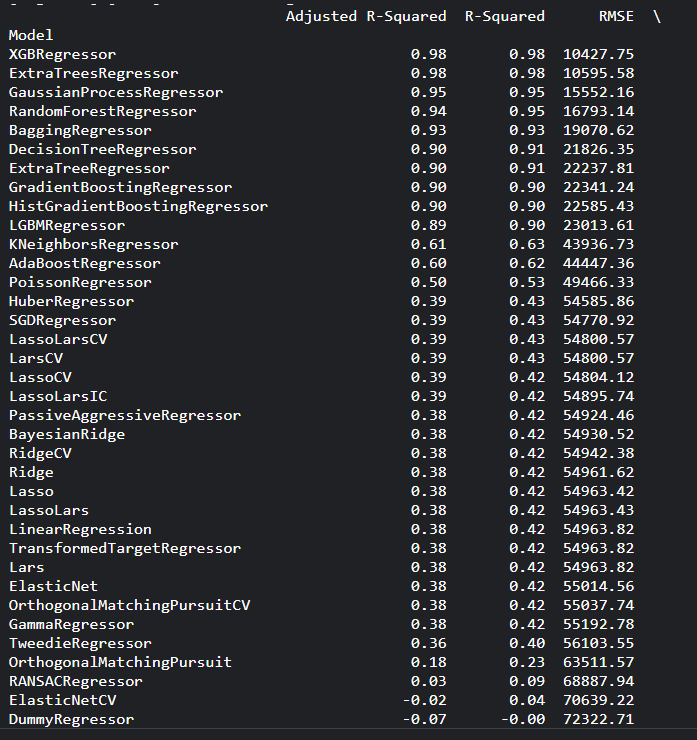 Adjusted R-Squared R-Squared RMSE \
Model
XGBRegressor 0.98 0.98 10427.75
ExtraTreesRegressor 0.98 0.98 10595.58
GaussianProcessRegressor 0.95 0.95 15552.16
RandomForestRegressor 0.94 0.95 16793.14
BaggingRegressor 0.93 0.93 19070.62
DecisionTreeRegressor 0.90 0.91 21826.35
ExtraTreeRegressor 0.90 0.91 22237.81
GradientBoostingRegressor 0.90 0.90 22341.24
HistGradientBoostingRegressor 0.90 0.90 22585.43
LGBMRegressor 0.89 0.90 23013.61
KNeighborsRegressor 0.61 0.63 43936.73
AdaBoostRegressor 0.60 0.62 44447.36
PoissonRegressor 0.50 0.53 49466.33
HuberRegressor 0.39 0.43 54585.86
SGDRegressor 0.39 0.43 54770.92
LassoLarsCV 0.39 0.43 54800.57
LarsCV 0.39 0.43 54800.57
LassoCV 0.39 0.42 54804.12
LassoLarsIC 0.39 0.42 54895.74
PassiveAggressiveRegressor 0.38 0.42 54924.46
BayesianRidge 0.38 0.42 54930.52
RidgeCV 0.38 0.42 54942.38
Ridge 0.38 0.42 54961.62
Lasso 0.38 0.42 54963.42
LassoLars 0.38 0.42 54963.43
LinearRegression 0.38 0.42 54963.82
TransformedTargetRegressor 0.38 0.42 54963.82
Lars 0.38 0.42 54963.82
ElasticNet 0.38 0.42 55014.56
OrthogonalMatchingPursuitCV 0.38 0.42 55037.74
GammaRegressor 0.38 0.42 55192.78
TweedieRegressor 0.36 0.40 56103.55
OrthogonalMatchingPursuit 0.18 0.23 63511.57
RANSACRegressor 0.03 0.09 68887.94
ElasticNetCV -0.02 0.04 70639.22
DummyRegressor -0.07 -0.00 72322.71